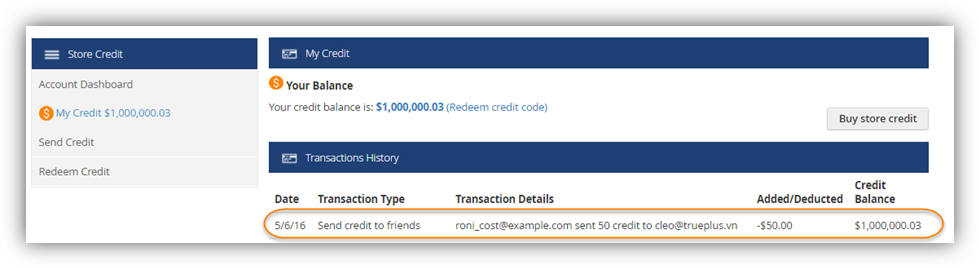 Store Credit
Account Dashboard
My Credit $1,000,000.03
Send Credit
Redeem Credit
My Credit
Your Balance
Your credit balance is: $1,000,000.03 (Redeem credit code)
Buy store credit
Transactions History
Date Transaction Type Transaction Details Added/Deducted Credit Balance
5/6/16 Send credit to friends roni_cost@example.com sent 50 credit to cleo@trueplus.vn -$50.00 $1,000,000.03